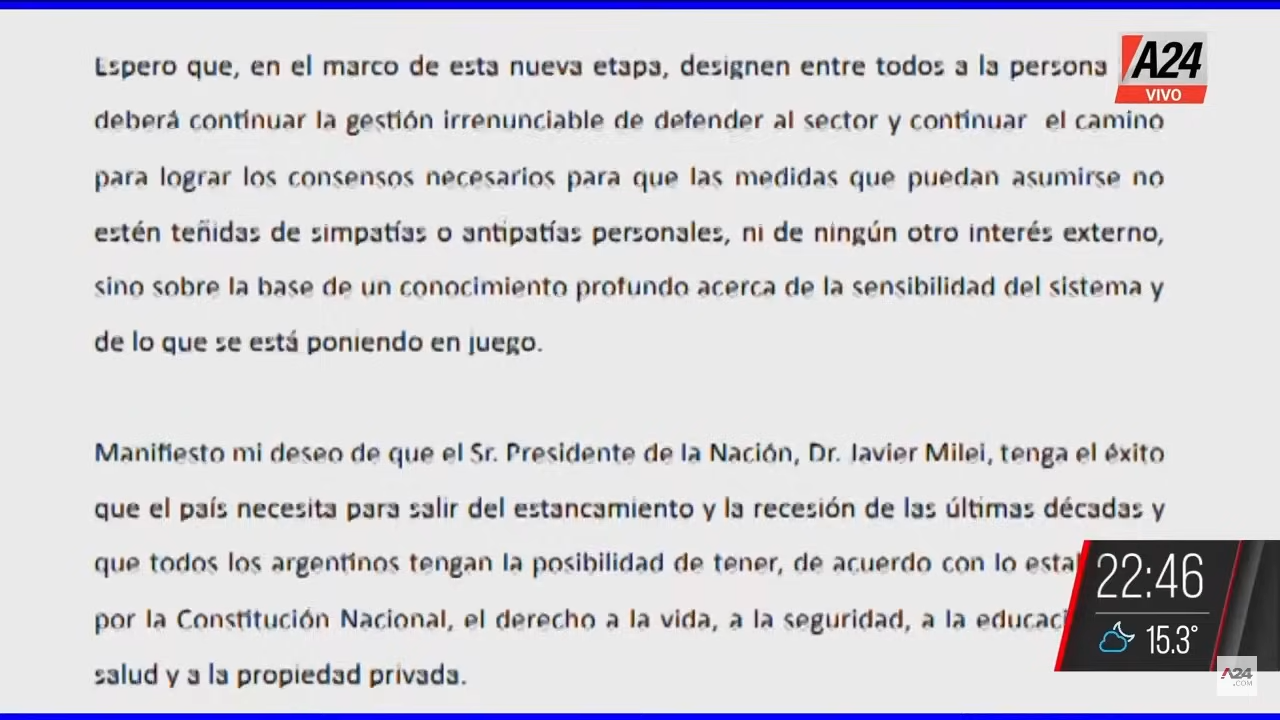 Espero que, en el marco de esta nueva etapa, designen entre todos a la persona
deberá continuar la gestión irrenunciable de defender al sector y continuar el camino
para lograr los consensos necesarios para que las medidas que puedan asumirse no
estén teñidas de simpatías o antipatías personales, ni de ningún otro interés externo,
sino sobre la base de un conocimiento profundo acerca de la sensibilidad del sistema y
de lo que se está poniendo en juego.
Manifiesto mi deseo de que el Sr. Presidente de la Nación, Dr. Javier Milei, tenga el éxito
que el país necesita para salir del estancamiento y la recesión de las últimas décadas y
que todos los argentinos tengan la posibilidad de tener, de acuerdo con lo
por la Constitución Nacional, el derecho a la vida, a la seguridad, a la
salud y a la propiedad privada.
A24
VIVO
22:46
15.3°
A24
.COM